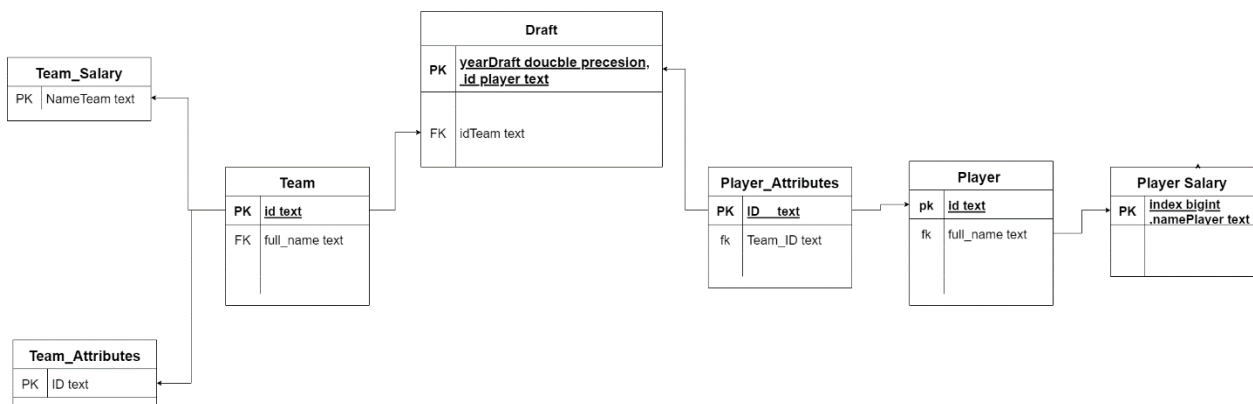 Draft
PK yearDraft doucble precesion,
id player text
FK idTeam text
Team_Salary
PK NameTeam text
Team
PK id text
FK full_name text
Player_Attributes
PK ID text
fk Team_ID text
Player
pk id text
fk full_name text
Player Salary
PK index bigint
,namePlayer text
Team_Attributes
PK ID text